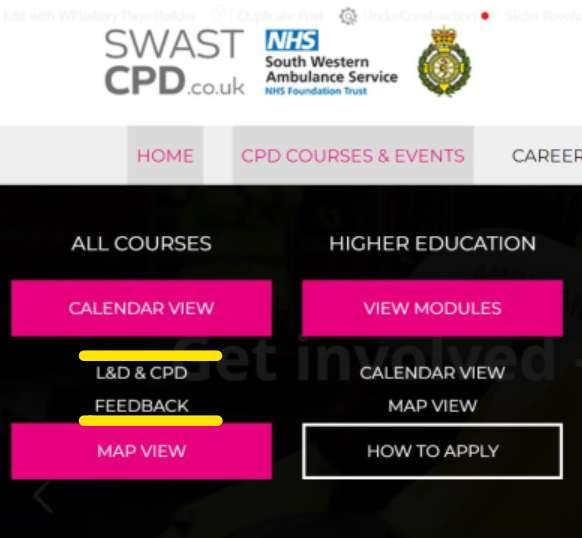 Edit with WPBakery Page Builder Duplicate Post UnderConstruction Slider Revolu
SWAST
CPD.co.uk
NHS
South Western
Ambulance Service
NHS Foundation Trust
HOME CPD COURSES & EVENTS CAREER
ALL COURSES HIGHER EDUCATION
CALENDAR VIEW VIEW MODULES
Get involved
L&D & CPD CALENDAR VIEW
FEEDBACK MAP VIEW
MAP VIEW HOW TO APPLY